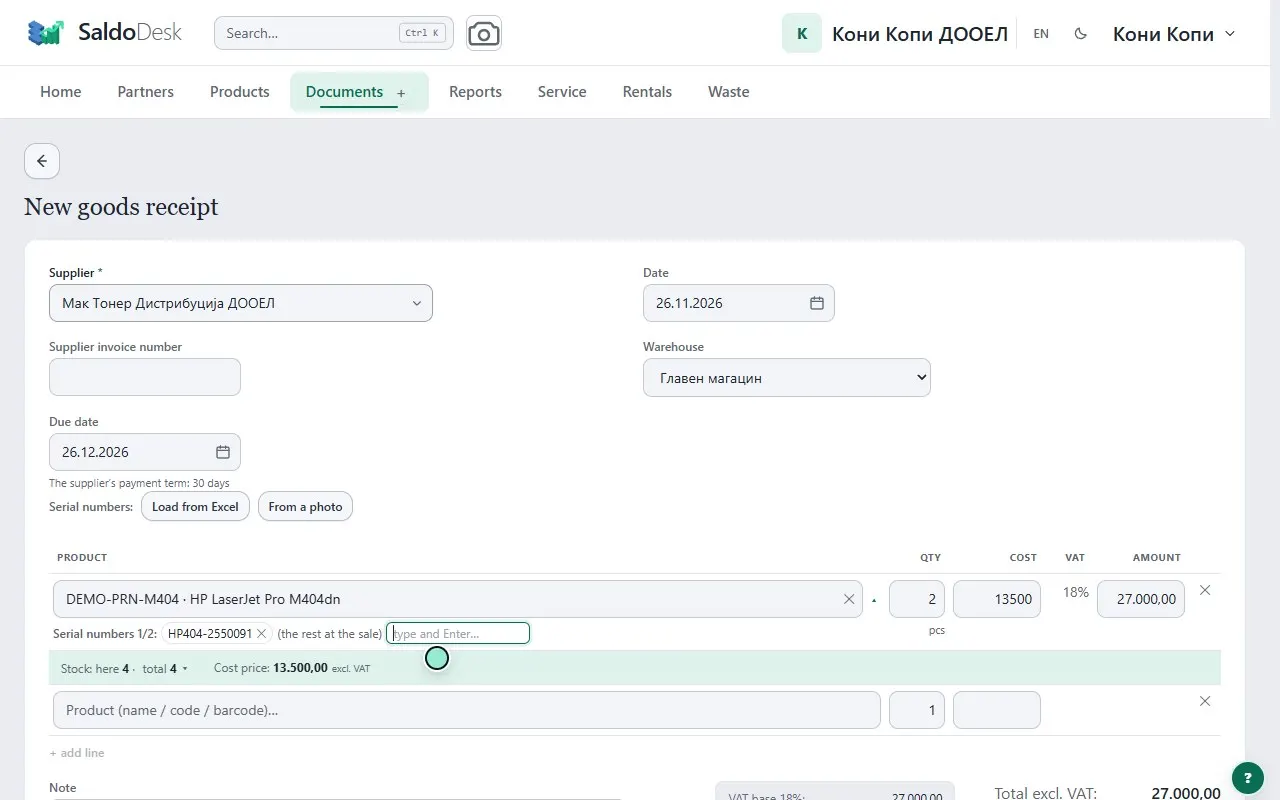 SaldoDesk
Search... Ctrl K
K Кони Копи ДООЕЛ EN Кони Копи
Home Partners Products Documents + Reports Service Rentals Waste
New goods receipt
Supplier * Date
Мак Тонер Дистрибуција ДООЕЛ 26.11.2026
Supplier invoice number Warehouse
Главен магацин
Due date
26.12.2026
The supplier's payment term: 30 days
Serial numbers: Load from Excel From a photo
PRODUCT QTY COST VAT AMOUNT
DEMO-PRN-M404 · HP LaserJet Pro M404dn 2 13500 18% 27.000,00
Serial numbers 1/2: HP404-2550091 (the rest at the sale) type and Enter... pcs
Stock: here 4 · total 4 Cost price: 13.500,00 excl. VAT
Product (name / code / barcode)... 1
+ add line
Note
VAT base 18%: 27.000,00 Total excl. VAT: 27.000,00
?